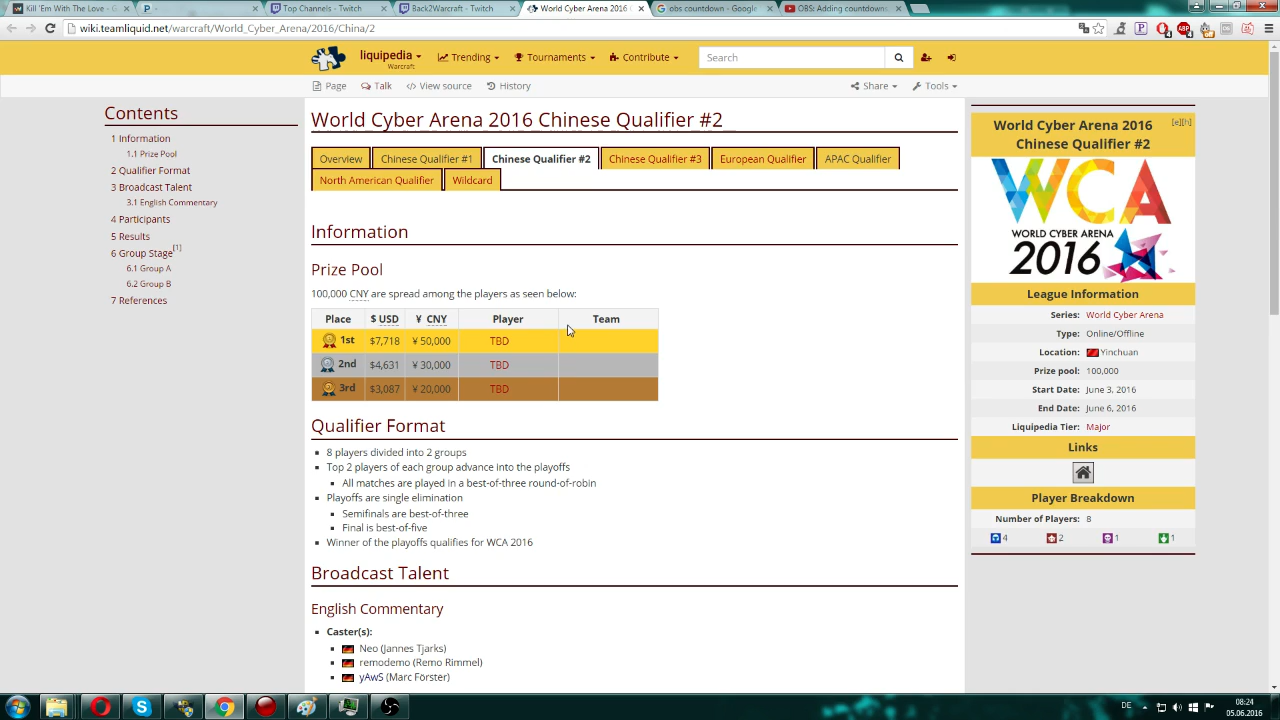 Kill 'Em With The Love - G
Top Channels - Twitch
Back2Warcraft - Twitch
World Cyber Arena 2016
obs countdown - Google
OBS: Adding countdown
wiki.teamliquid.net/warcraft/World_Cyber_Arena/2016/China/2
liquipedia
Warcraft
Trending
Tournaments
Contribute
Search
Page
Talk
View source
History
Share
Tools
Contents
1 Information
1.1 Prize Pool
2 Qualifier Format
3 Broadcast Talent
3.1 English Commentary
4 Participants
5 Results
6 Group Stage[1]
6.1 Group A
6.2 Group B
7 References
World Cyber Arena 2016 Chinese Qualifier #2
Overview
Chinese Qualifier #1
Chinese Qualifier #2
Chinese Qualifier #3
European Qualifier
APAC Qualifier
North American Qualifier
Wildcard
Information
Prize Pool
100,000 CNY are spread among the players as seen below:
Place $ USD ¥ CNY Player Team
1st $7,718 ¥ 50,000 TBD
2nd $4,631 ¥ 30,000 TBD
3rd $3,087 ¥ 20,000 TBD
Qualifier Format
8 players divided into 2 groups
Top 2 players of each group advance into the playoffs
All matches are played in a best-of-three round-of-robin
Playoffs are single elimination
Semifinals are best-of-three
Final is best-of-five
Winner of the playoffs qualifies for WCA 2016
Broadcast Talent
English Commentary
Caster(s):
Neo (Jannes Tjarks)
remodemo (Remo Rimmel)
yAwS (Marc Förster)
[e][h]
World Cyber Arena 2016
Chinese Qualifier #2
WCA
WORLD CYBER ARENA
2016
League Information
Series: World Cyber Arena
Type: Online/Offline
Location: Yinchuan
Prize pool: 100,000
Start Date: June 3, 2016
End Date: June 6, 2016
Liquipedia Tier: Major
Links
Player Breakdown
Number of Players: 8
4 2 1 1
DE
08:24
05.06.2016